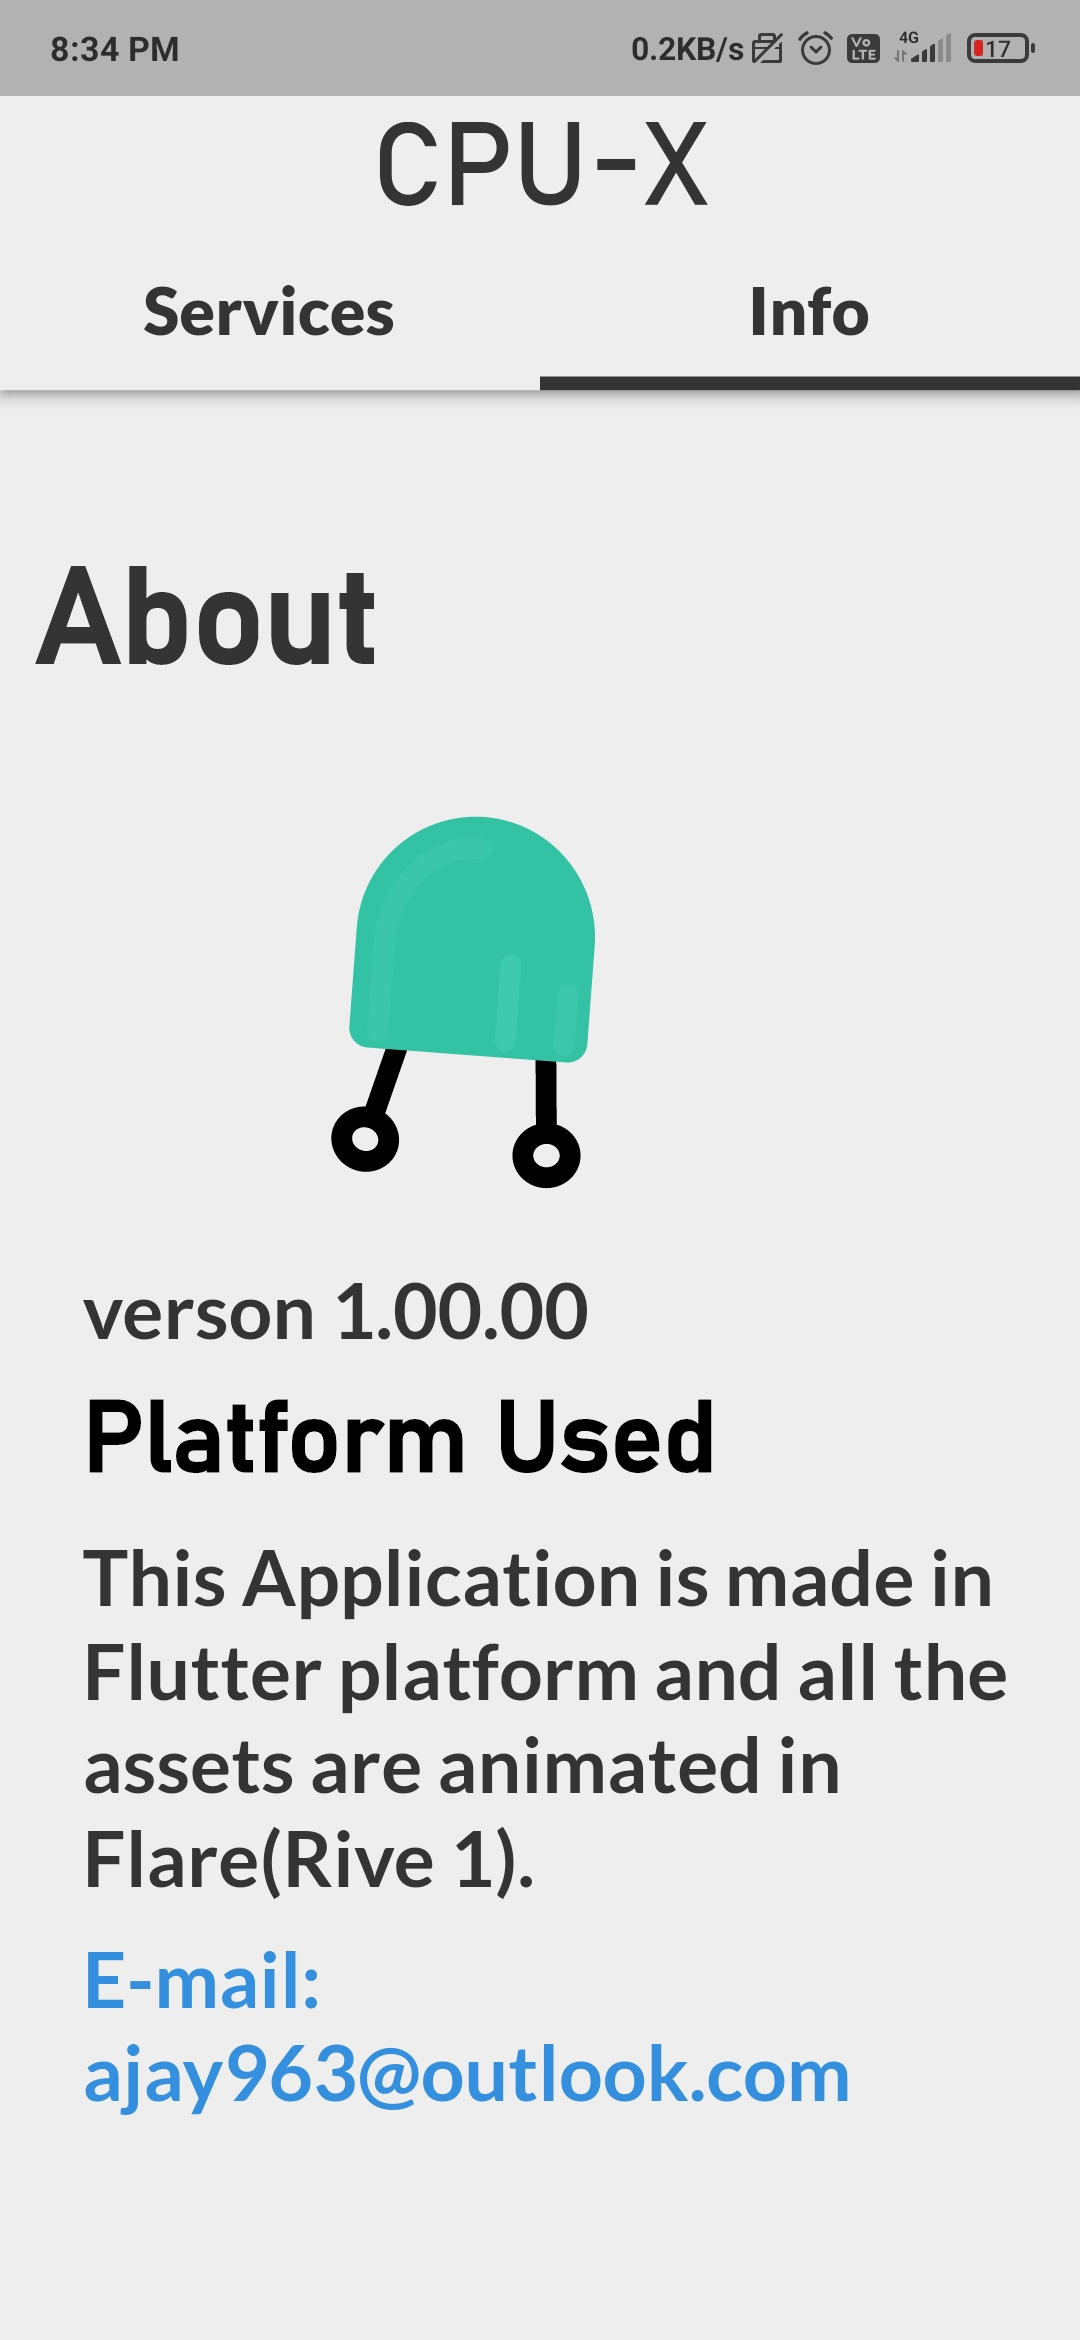 8:34 PM 0.2KB/s Vo LTE 4G 17
CPU-X
Services Info
About
verson 1.00.00
Platform Used
This Application is made in
Flutter platform and all the
assets are animated in
Flare(Rive 1).
E-mail:
ajay963@outlook.com